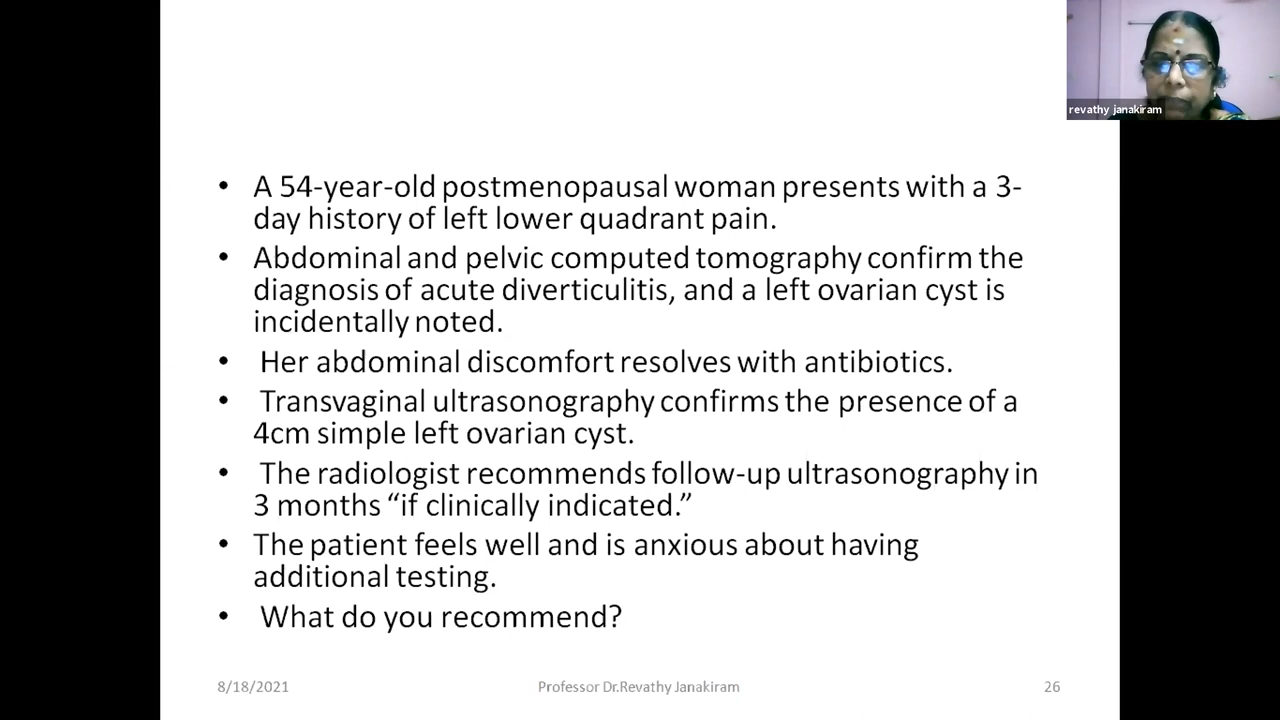 revathy janakiram
• A 54-year-old postmenopausal woman presents with a 3-
day history of left lower quadrant pain.
• Abdominal and pelvic computed tomography confirm the
diagnosis of acute diverticulitis, and a left ovarian cyst is
incidentally noted.
• Her abdominal discomfort resolves with antibiotics.
• Transvaginal ultrasonography confirms the presence of a
4cm simple left ovarian cyst.
• The radiologist recommends follow-up ultrasonography in
3 months “if clinically indicated.”
• The patient feels well and is anxious about having
additional testing.
• What do you recommend?
8/18/2021 Professor Dr.Revathy Janakiram 26